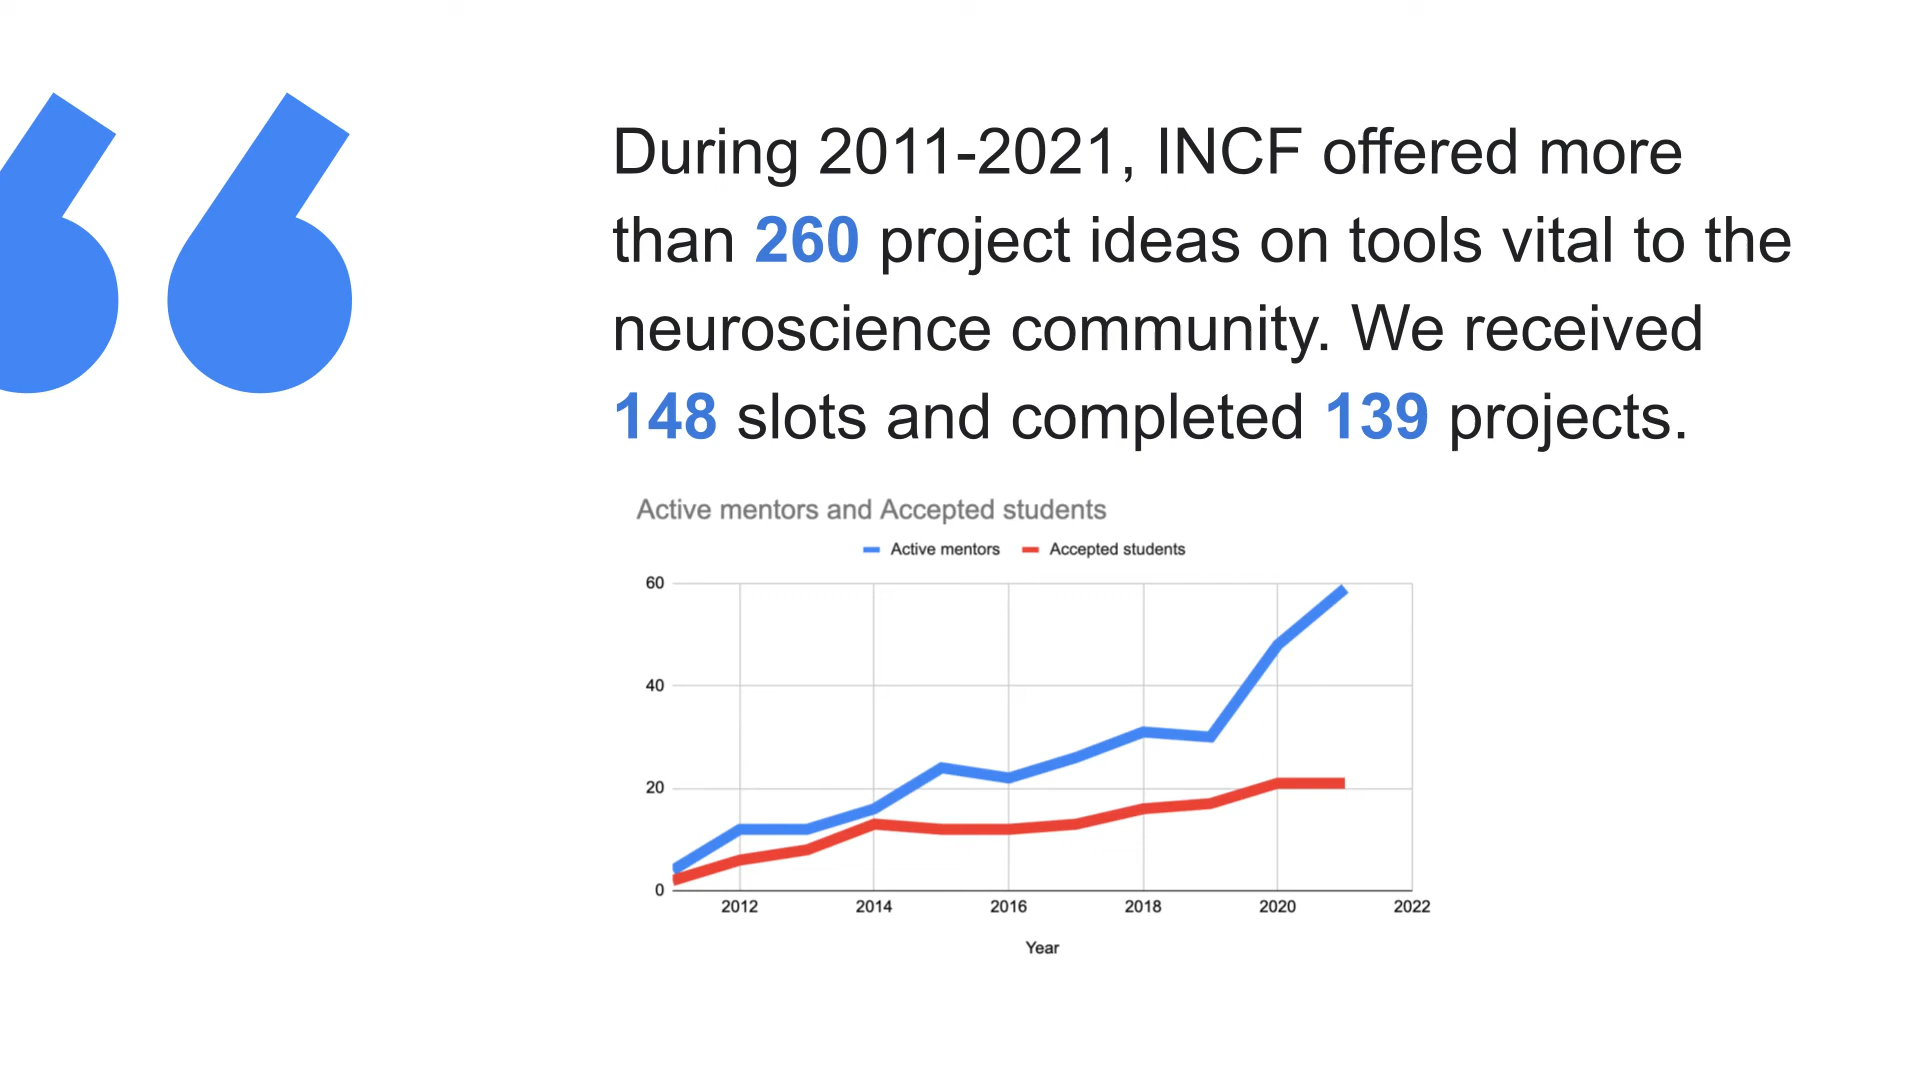 During 2011-2021, INCF offered more
than 260 project ideas on tools vital to the
neuroscience community. We received
148 slots and completed 139 projects.
Active mentors and Accepted students
Active mentors Accepted students
60
40
20
0
2012 2014 2016 2018 2020 2022
Year